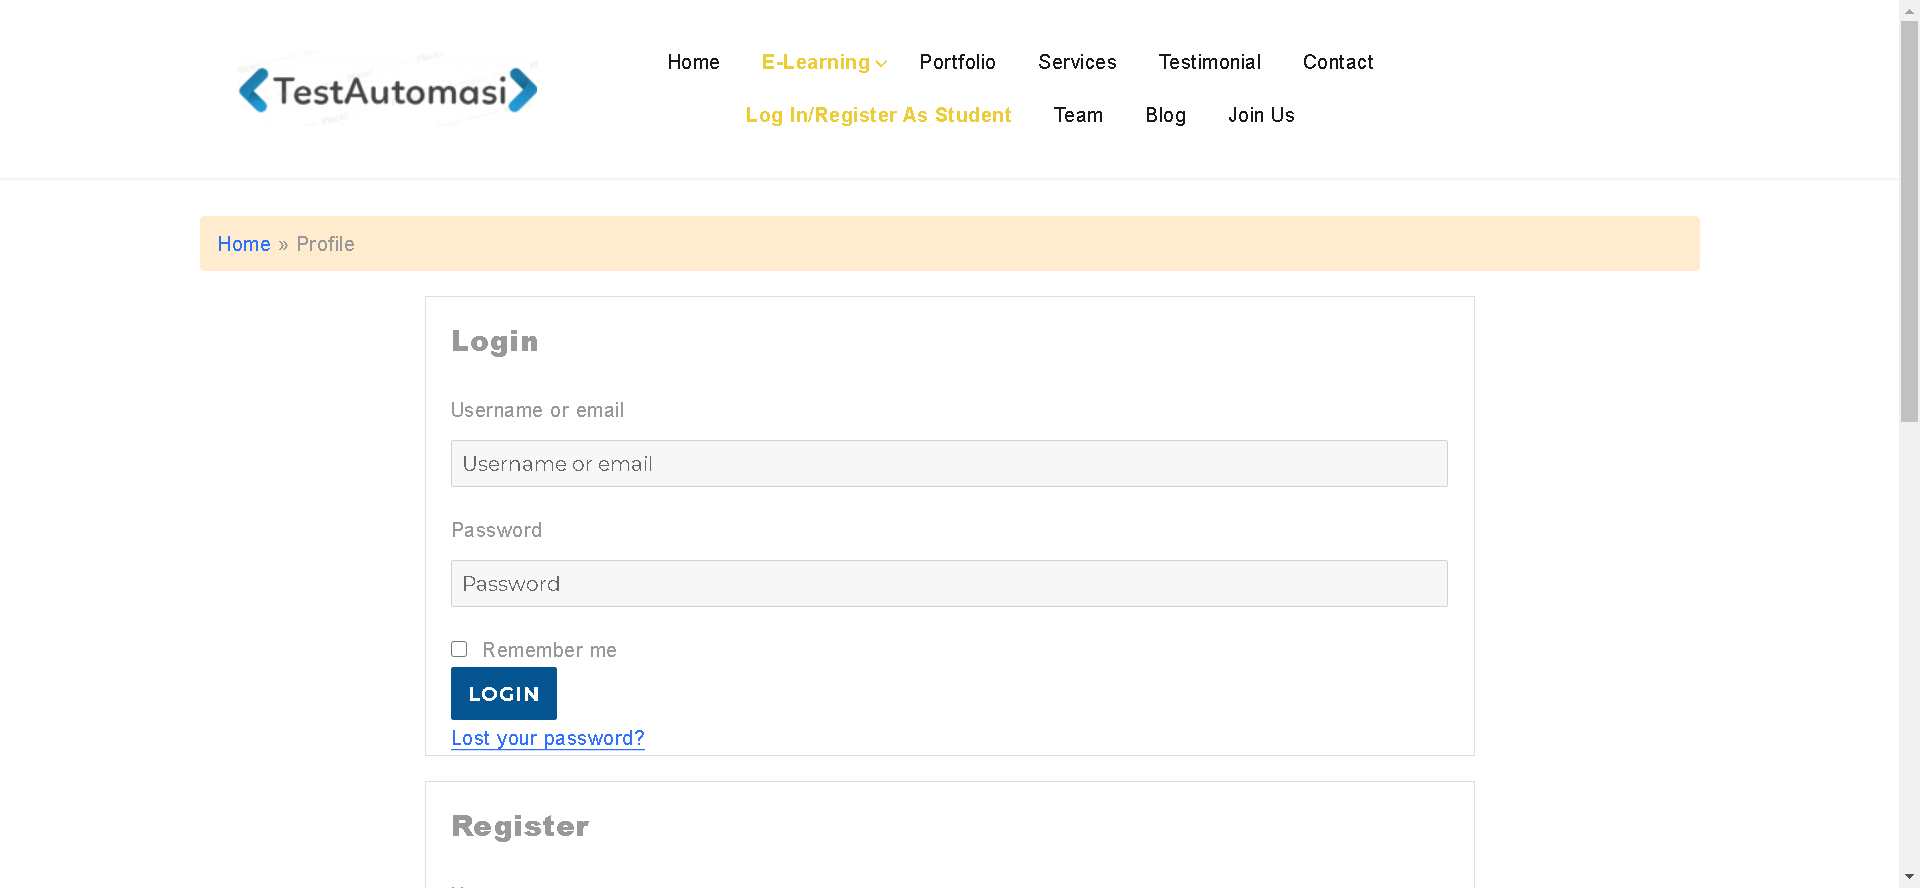 TestAutomasi
Home E-Learning Portfolio Services Testimonial Contact
Log In/Register As Student Team Blog Join Us
Home » Profile
Login
Username or email
Username or email
Password
Password
Remember me
LOGIN
Lost your password?
Register